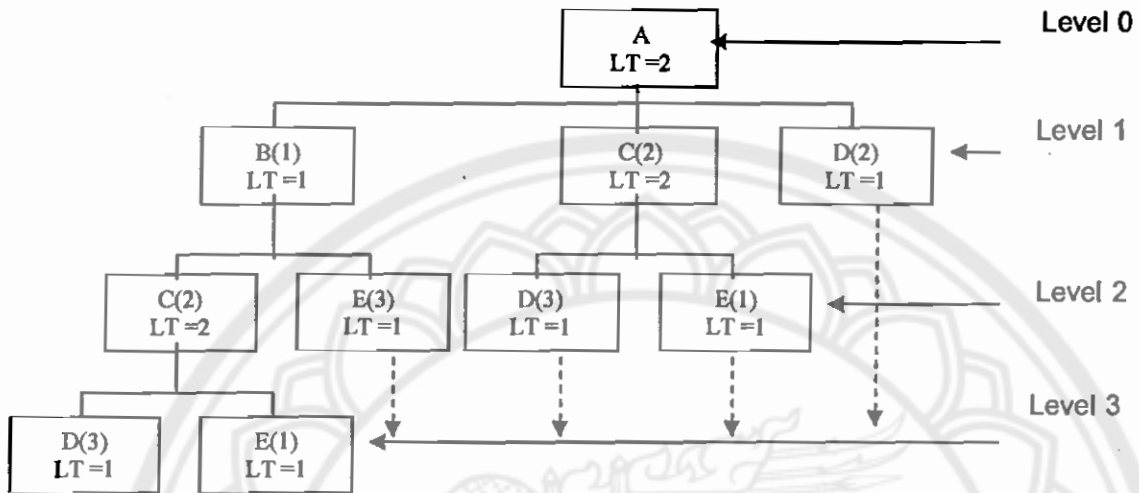 A
LT =2
Level 0
B(1)
LT =1
C(2)
LT =2
D(2)
LT =1
Level 1
C(2)
LT =2
E(3)
LT =1
D(3)
LT =1
E(1)
LT =1
Level 2
D(3)
LT =1
E(1)
LT =1
Level 3